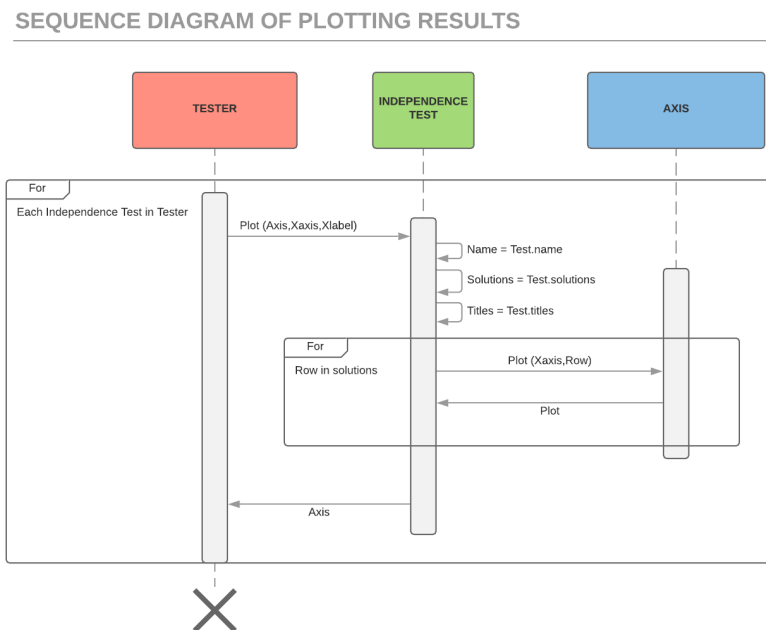 SEQUENCE DIAGRAM OF PLOTTING RESULTS
TESTER
INDEPENDENCE
TEST
AXIS
For
Each Independence Test in Tester
Plot (Axis,Xaxis,Xlabel)
Name = Test.name
Solutions = Test.solutions
Titles = Test.titles
For
Row in solutions
Plot (Xaxis,Row)
Plot
Axis